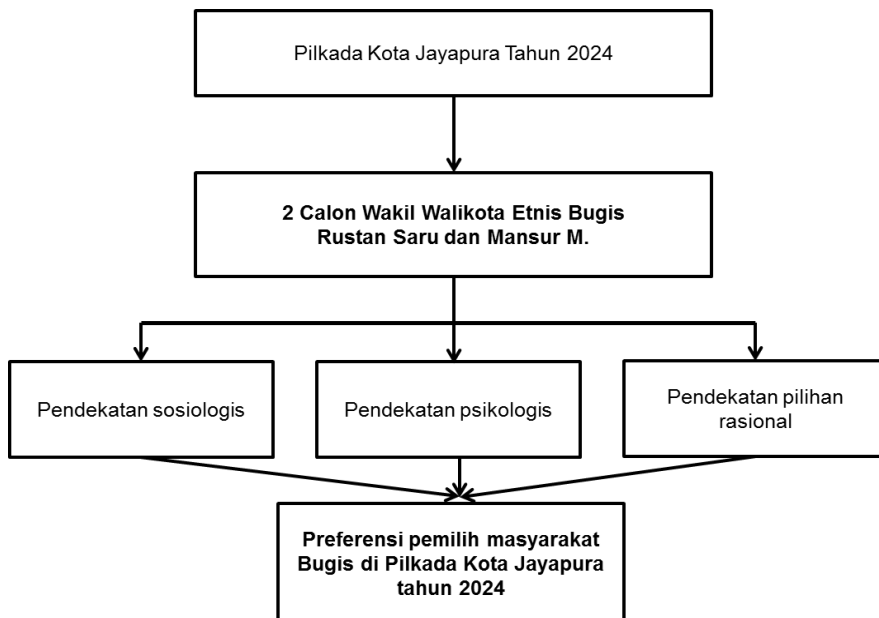 Pilkada Kota Jayapura Tahun 2024
2 Calon Wakil Walikota Etnis Bugis
Rustan Saru dan Mansur M.
Pendekatan sosiologis
Pendekatan psikologis
Pendekatan pilihan
rasional
Preferensi pemilih masyarakat
Bugis di Pilkada Kota Jayapura
tahun 2024